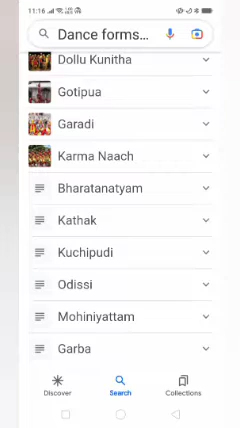 11:16
Dance forms...
Dollu Kunitha
Gotipua
Garadi
Karma Naach
Bharatanatyam
Kathak
Kuchipudi
Odissi
Mohiniyattam
Garba
Discover
Search
Collections